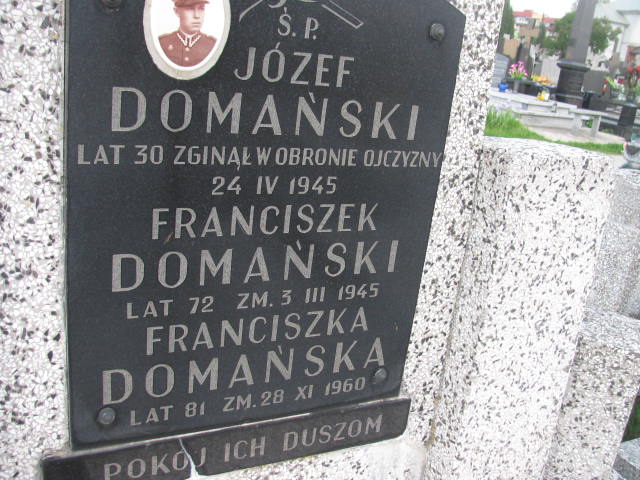 Ś.P.
JÓZEF
DOMAŃSKI
LAT 30 ZGINĄŁ W OBRONIE OJCZYZNY
24 IV 1945
FRANCISZEK
DOMAŃSKI
LAT 72 ZM. 3 III 1945
FRANCISZKA
DOMAŃSKA
LAT 81 ZM. 28 XI 1960
POKÓJ ICH DUSZOM